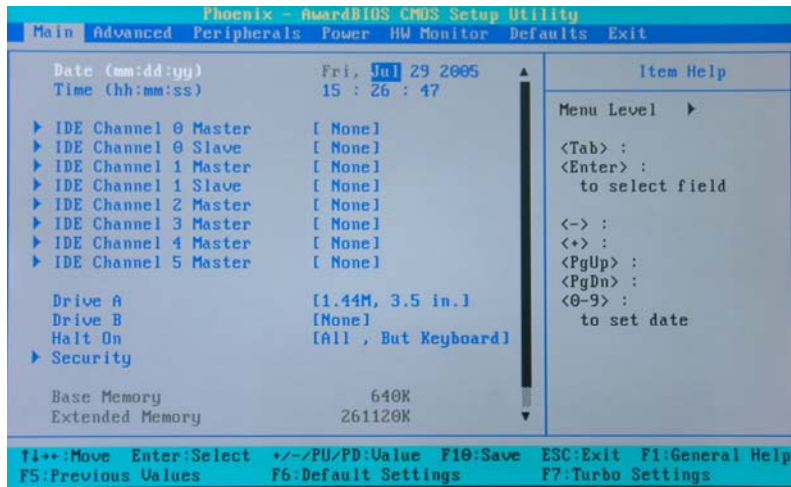 Phoenix - AwardBIOS CMOS Setup Utility
Main Advanced Peripherals Power HW Monitor Defaults Exit
Date (mm:dd:yy) Fri, Jul 29 2005
Time (hh:mm:ss) 15 : 26 : 47
IDE Channel 0 Master [ None]
IDE Channel 0 Slave [ None]
IDE Channel 1 Master [ None]
IDE Channel 1 Slave [ None]
IDE Channel 2 Master [ None]
IDE Channel 3 Master [ None]
IDE Channel 4 Master [ None]
IDE Channel 5 Master [ None]
Drive A [1.44M, 3.5 in.]
Drive B [None]
Halt On [All , But Keyboard]
Security
Base Memory 640K
Extended Memory 261120K
Item Help
Menu Level
<Tab> :
<Enter> :
to select field
<-> :
<+> :
<PgUp> :
<PgDn> :
<0-9> :
to set date
↑↓→←:Move Enter:Select +/-/PU/PD:Value F10:Save ESC:Exit F1:General Help
F5:Previous Values F6:Default Settings F7:Turbo Settings